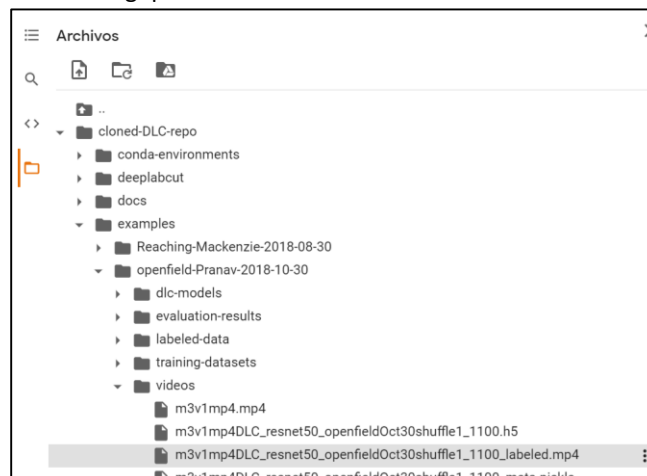 Archivos
..
cloned-DLC-repo
conda-environments
deeplabcut
docs
examples
Reaching-Mackenzie-2018-08-30
openfield-Pranav-2018-10-30
dlc-models
evaluation-results
labeled-data
training-datasets
videos
m3v1mp4.mp4
m3v1mp4DLC_resnet50_openfieldOct30shuffle1_1100.h5
m3v1mp4DLC_resnet50_openfieldOct30shuffle1_1100_labeled.mp4